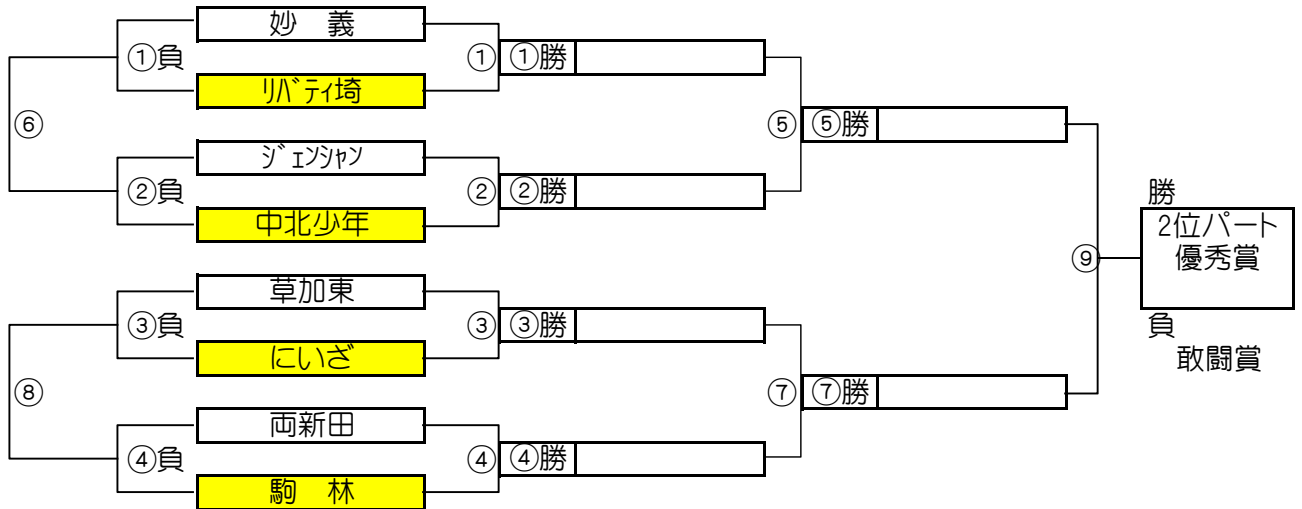 妙　義
①負 ① ①勝
ﾘﾊﾞﾃｨ埼
⑥ ⑤ ⑤勝
ｼﾞｪﾝｼｬﾝ
②負 ② ②勝
中北少年
勝
2位パート
優秀賞
⑨
草加東
③負 ③ ③勝
にいざ
負
敢闘賞
⑧ ⑦ ⑦勝
両新田
④負 ④ ④勝
駒　林